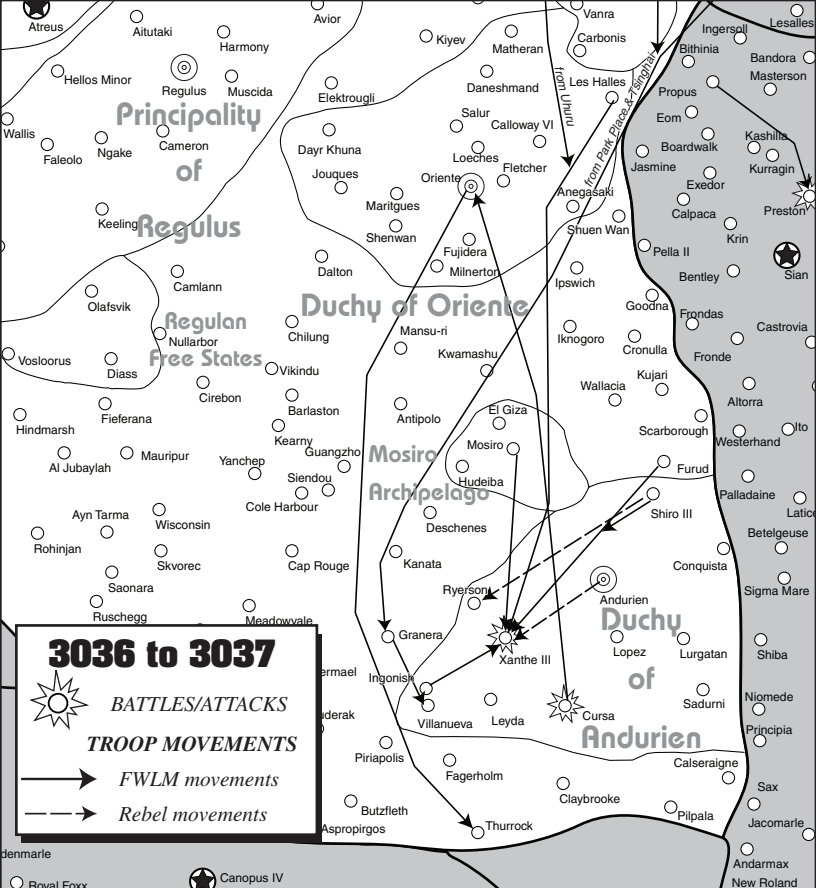 Atreus
Aitutaki
Avior
Vanra
Lesalles
Harmony
Kiyev
Matheran
Carbonis
Ingersoll
Bithinia
Hellos Minor
Regulus
Muscida
Elektrougli
Daneshmand
Les Halles
Bandora
Masterson
Propus
from Uhuru
from Park Place & Tsinghai
Principality
of
Regulus
Wallis
Faleolo
Ngake
Cameron
Dayr Khuna
Salur
Calloway VI
Eom
Boardwalk
Kashilla
Kurragin
Jouques
Loeches
Fletcher
Oriente
Anegasaki
Jasmine
Exedor
Maritgues
Calpaca
Preston
Keeling
Shenwan
Shuen Wan
Krin
Fujidera
Milnerton
Pella II
Dalton
Camlann
Ipswich
Bentley
Sian
Olafsvik
Duchy of Oriente
Goodna
Frondas
Regulan
Free States
Nullarbor
Chilung
Mansu-ri
Iknogoro
Cronulla
Castrovia
Vosloorus
Diass
Kwamashu
Fronde
Vikindu
Kujari
Cirebon
Wallacia
Altorra
Barlaston
Antipolo
El Giza
Fieferana
Hindmarsh
Kearny
Scarborough
Westerhand
lto
Al Jubaylah
Mauripur
Yanchep
Guangzho
Mosiro
Archipelago
Mosiro
Hudeiba
Furud
Siendou
Cole Harbour
Palladaine
Latice
Ayn Tarma
Wisconsin
Deschenes
Shiro III
Betelgeuse
Rohinjan
Skvorec
Cap Rouge
Kanata
Conquista
Saonara
Ryerson
Andurien
Sigma Mare
Ruschegg
Meadowvale
Duchy
of
Andurien
Granera
Xanthe III
Lopez
Lurgatan
Shiba
3036 to 3037
BATTLES/ATTACKS
TROOP MOVEMENTS
FWLM movements
Rebel movements
ermael
Ingonish
uderak
Villanueva
Leyda
Cursa
Sadurni
Niomede
Principia
Piriapolis
Fagerholm
Calseraigne
Claybrooke
Sax
Butzfleth
Pilpala
Jacomarle
Aspropirgos
Thurrock
denmarle
Andarmax
Royal Foxx
Canopus IV
New Roland